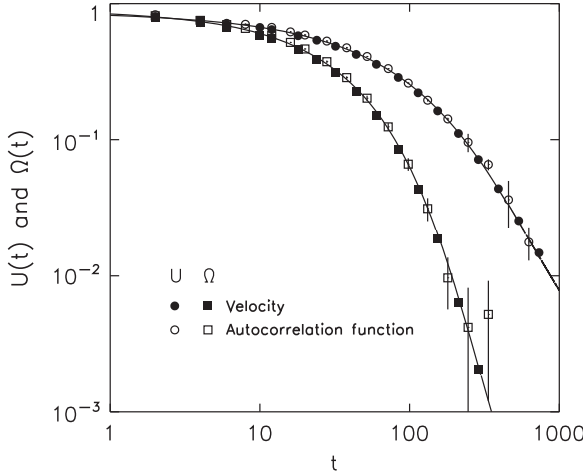 1
10⁻¹
10⁻²
10⁻³
U(t) and Ω(t)
U Ω
Velocity
Autocorrelation function
1 10 100 1000
t